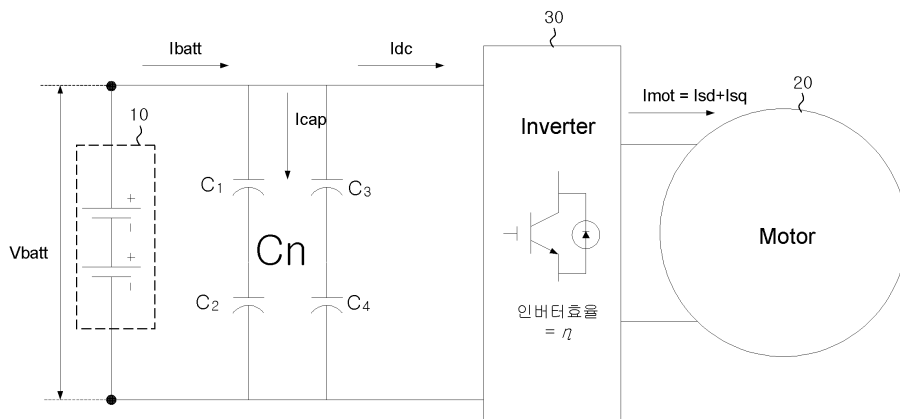 30
Ibatt
Idc
Imot = Isd+Isq
20
10
Icap
Inverter
+
C1
C3
Vbatt
+
Cn
Motor
C2
C4
인버터효율
= η